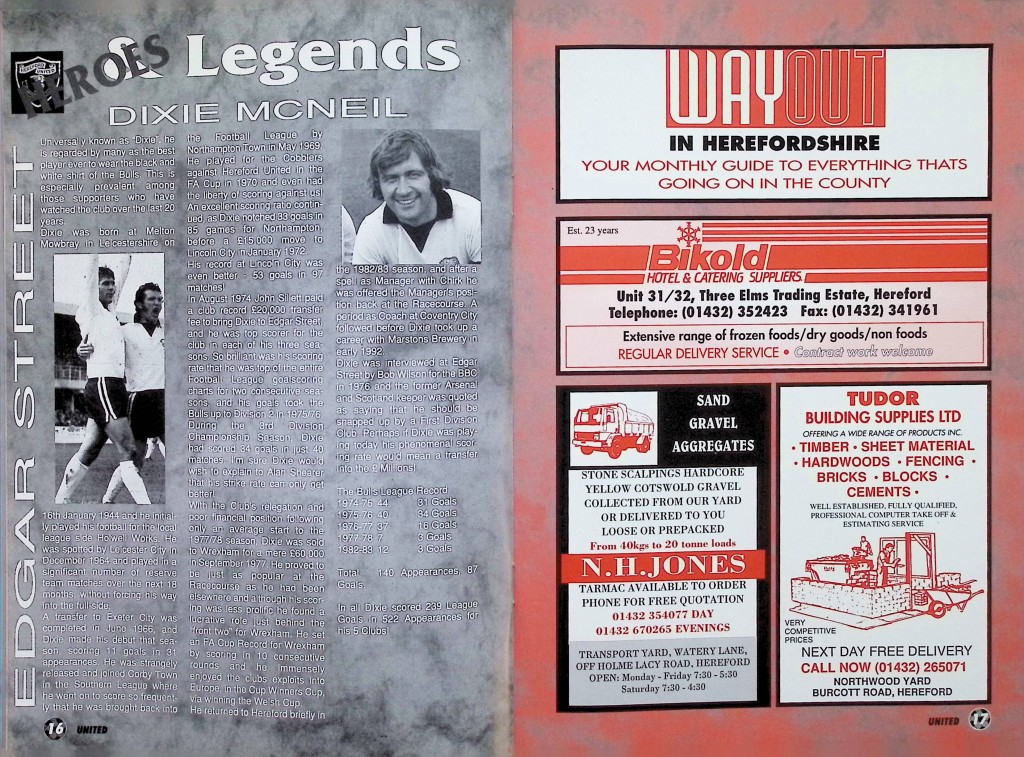 HEROES
& Legends
DIXIE MCNEIL
EDGAR STREET
Universally known as "Dixie" he
is regarded by many as the best
player ever to wear the black and
white shirt of the Bulls. This is
especially prevalent among
those supporters who have
watched the club over the last 20
years.
Dixie was born at Melton
Mowbray in Leicestershire on
16th January 1944 and he initial-
ly played his football for the local
league side Holwell Works. He
was spotted by Leicester City in
December 1964 and played in a
significant number of reserve
team matches over the next 18
months, without forcing his way
into the full-side.
A transfer to Exeter City was
completed in June 1966, and
Dixie made his debut that sea-
son, scoring 11 goals in 31
appearances. He was strangely
released and joined Corby Town
in the Southern League where
he went on to score so frequent-
ly that he was brought back into
the Football League by
Northampton Town in May 1969.
He played for the Cobblers
against Hereford United in the
FA Cup in 1970 and even had
the liberty of scoring against us!
An excellent scoring ratio contin-
ued, as Dixie notched 33 goals in
85 games for Northampton,
before a £15,000 move to
Lincoln City in January 1972.
His record at Lincoln City was
even better - 53 goals in 97
matches!
In August 1974 John Sillett paid
a club record £20,000 transfer
fee to bring Dixie to Edgar Street,
and he was top scorer for the
club in each of his three sea-
sons. So brilliant was his scoring
rate that he was top of the entire
Football League goalscoring
charts for two consecutive sea-
sons, and his goals took the
Bulls up to Division 2 in 1975/76.
During the 3rd Division
Championship Season, Dixie
had scored 34 goals in just 40
matches. I'm sure Dixie would
wish to explain to Alan Shearer
that his strike rate can only get
better!
With the Club's relegation and
poor financial position following
only an average start to the
1977/78 season, Dixie was sold
to Wrexham for a mere £60,000
in September 1977. He proved to
be just as popular at the
Racecourse as he had been
elsewhere and although his scor-
ing was less prolific he found a
lucrative role just behind the
"front two" for Wrexham. He set
an FA Cup Record for Wrexham
by scoring in 10 consecutive
rounds and he immensely
enjoyed the clubs exploits into
Europe, in the Cup Winners Cup,
via winning the Welsh Cup.
He returned to Hereford briefly in
the 1982/83 season, and after a
spell as Manager with Chirk he
was offered the Manager's posi-
tion back at the Racecourse. A
period as Coach at Coventry City
followed before Dixie took up a
career with Marstons Brewery in
early 1992.
Dixie was interviewed at Edgar
Street by Bob Wilson for the BBC
in 1976 and the former Arsenal
and Scotland keeper was quoted
as saying that he should be
snapped up by a First Division
Club. Perhaps if Dixie was play-
ing today his phenomenal scor-
ing rate would mean a transfer
into the £ Millions!
The Bulls League Record
1974-75 44 31 Goals
1975-76 40 34 Goals
1976-77 37 16 Goals
1977-78 7 3 Goals
1982-83 12 3 Goals
Total: 140 Appearances, 87
Goals.
In all Dixie scored 239 League
Goals in 522 Appearances for
his 5 Clubs!
16 UNITED
WAYOUT
IN HEREFORDSHIRE
YOUR MONTHLY GUIDE TO EVERYTHING THATS
GOING ON IN THE COUNTY
Est. 23 years
Bikold
HOTEL & CATERING SUPPLIERS
Unit 31/32, Three Elms Trading Estate, Hereford
Telephone: (01432) 352423 Fax: (01432) 341961
Extensive range of frozen foods/dry goods/non foods
REGULAR DELIVERY SERVICE • Contract work welcome
SAND
GRAVEL
AGGREGATES
STONE SCALPINGS HARDCORE
YELLOW COTSWOLD GRAVEL
COLLECTED FROM OUR YARD
OR DELIVERED TO YOU
LOOSE OR PREPACKED
From 40kgs to 20 tonne loads
N.H.JONES
TARMAC AVAILABLE TO ORDER
PHONE FOR FREE QUOTATION
01432 354077 DAY
01432 670265 EVENINGS
TRANSPORT YARD, WATERY LANE,
OFF HOLME LACY ROAD, HEREFORD
OPEN: Monday - Friday 7:30 - 5:30
Saturday 7:30 - 4:30
TUDOR
BUILDING SUPPLIES LTD
OFFERING A WIDE RANGE OF PRODUCTS INC.
• TIMBER • SHEET MATERIAL
• HARDWOODS • FENCING •
BRICKS • BLOCKS •
CEMENTS •
WELL ESTABLISHED, FULLY QUALIFIED,
PROFESSIONAL COMPUTER TAKE OFF &
ESTIMATING SERVICE
VERY
COMPETITIVE
PRICES
NEXT DAY FREE DELIVERY
CALL NOW (01432) 265071
NORTHWOOD YARD
BURCOTT ROAD, HEREFORD
UNITED 17